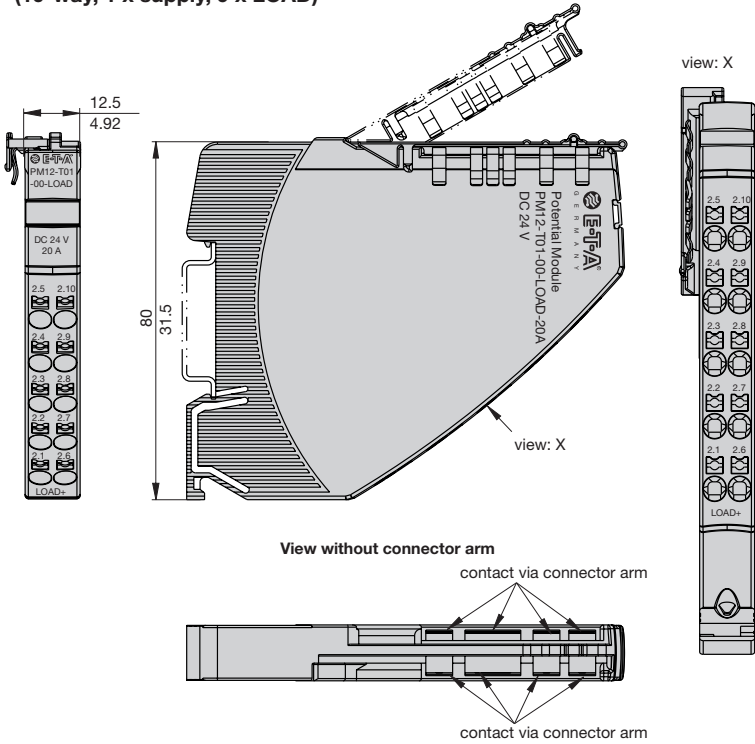 (10-way, 1 x supply, 9 x LOAD)
view: X
12.5
4.92
E-T-A
PM12-T01
-00-LOAD
DC 24 V
20 A
2.5 2.10
2.4 2.9
2.3 2.8
2.2 2.7
2.1 2.6
LOAD+
80
31.5
E-T-A®
GERMANY
Potential Module
PM12-T01-00-LOAD-20A
DC 24 V
view: X
2.5 2.10
2.4 2.9
2.3 2.8
2.2 2.7
2.1 2.6
LOAD+
View without connector arm
contact via connector arm
contact via connector arm